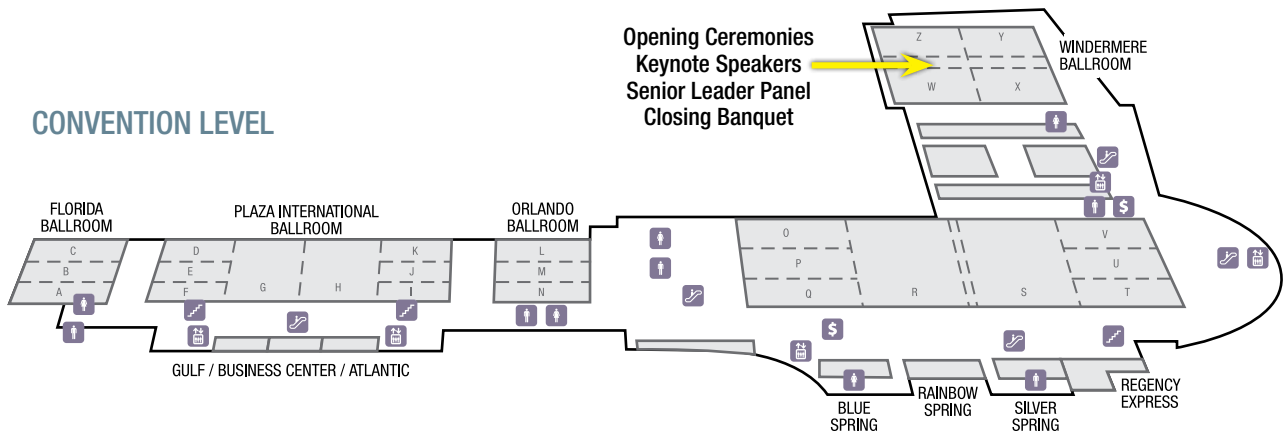 Opening Ceremonies
Keynote Speakers
Senior Leader Panel
Closing Banquet
Z
Y
WINDERMERE
BALLROOM
W
X
CONVENTION LEVEL
$
FLORIDA
BALLROOM
PLAZA INTERNATIONAL
BALLROOM
ORLANDO
BALLROOM
C
B
A
D
E
F
G
H
K
J
I
L
M
N
O
P
Q
R
S
V
U
T
$
GULF / BUSINESS CENTER / ATLANTIC
BLUE
SPRING
RAINBOW
SPRING
SILVER
SPRING
REGENCY
EXPRESS